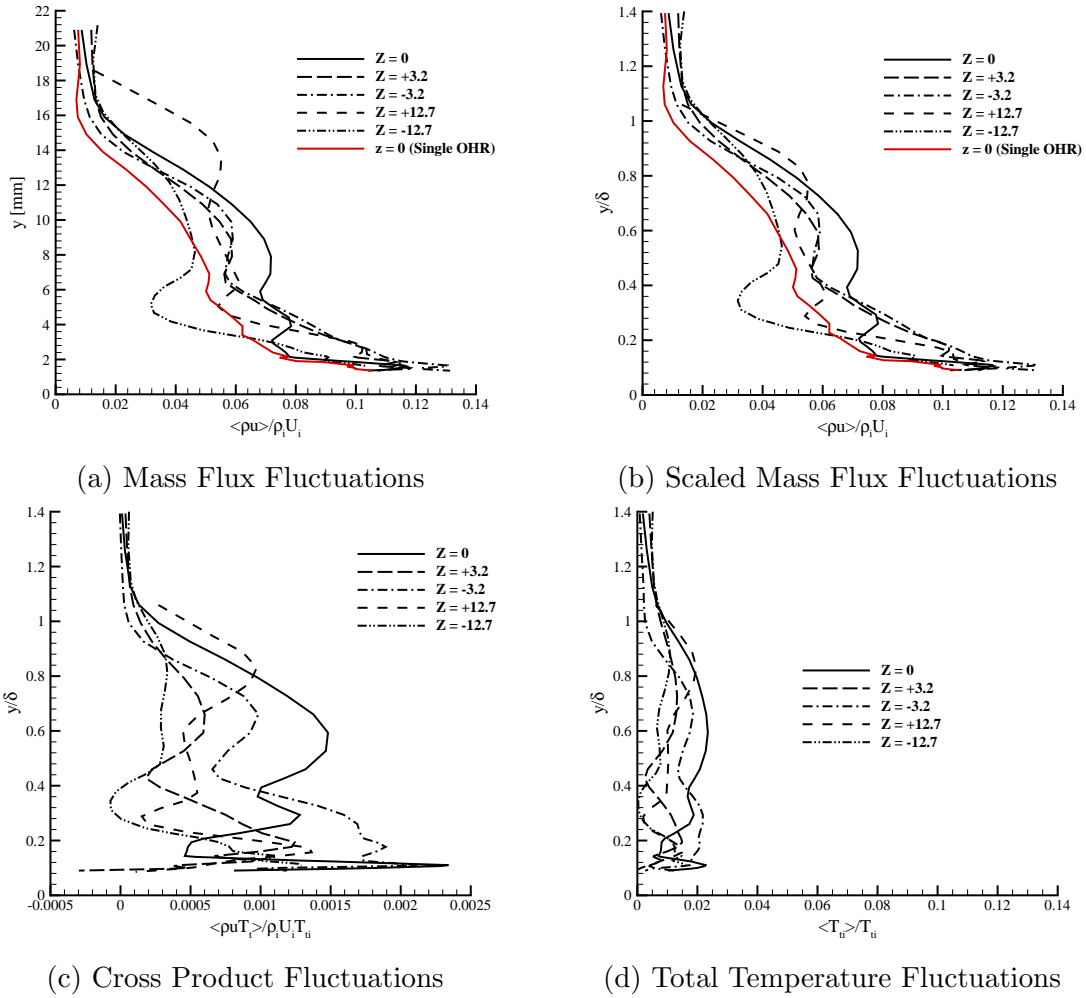 22
20
18
16
14
12
10
8
6
4
2
0
y [mm]
0
0.02
0.04
0.06
0.08
0.1
0.12
0.14
<ρu>/ρiUi
Z = 0
Z = +3.2
Z = -3.2
Z = +12.7
Z = -12.7
z = 0 (Single OHR)
(a) Mass Flux Fluctuations
1.4
1.2
1
0.8
0.6
0.4
0.2
0
y/δ
0
0.02
0.04
0.06
0.08
0.1
0.12
0.14
<ρu>/ρiUi
Z = 0
Z = +3.2
Z = -3.2
Z = +12.7
Z = -12.7
z = 0 (Single OHR)
(b) Scaled Mass Flux Fluctuations
1.4
1.2
1
0.8
0.6
0.4
0.2
0
y/δ
-0.0005
0
0.0005
0.001
0.0015
0.002
0.0025
<ρuTt>/ρiUiTti
Z = 0
Z = +3.2
Z = -3.2
Z = +12.7
Z = -12.7
(c) Cross Product Fluctuations
1.4
1.2
1
0.8
0.6
0.4
0.2
0
y/δ
0
0.02
0.04
0.06
0.08
0.1
0.12
0.14
<Tti>/Tti
Z = 0
Z = +3.2
Z = -3.2
Z = +12.7
Z = -12.7
(d) Total Temperature Fluctuations